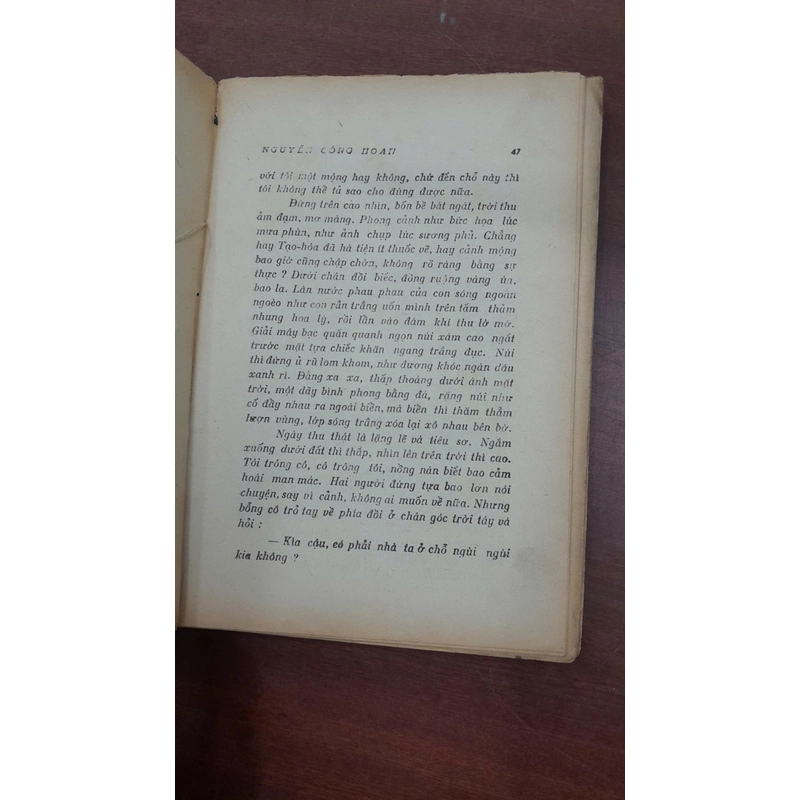 NGUYỄN CÔNG HOAN 47
với tôi một mộng hay không, chứ đến chỗ này thì
tôi không thể tả sao cho đúng được nữa.
Đứng trên cao nhìn, bốn bề bát ngát, trời thu
ảm đạm, mơ màng. Phong cảnh như bức họa lúc
mưa phùn, như ảnh chụp lúc sương phủ. Chẳng
hay Tạo-hóa đã hà tiện ít thuốc vẽ, hay cảnh mộng
bao giờ cũng chập chờn, không rõ ràng bằng sự
thực ? Dưới chân đồi biếc, đồng ruộng vàng úa,
bao la. Làn nước phau phau của con sông ngoằn
ngoèo như con rắn trắng uốn mình trên tấm thảm
nhung hoa lý, rồi lẫn vào đám khí thu lờ mờ.
Giải mây bạc quấn quanh ngọn núi xám cao ngất
trước mặt tựa chiếc khăn ngang trắng đục. Núi
thì đứng ủ rũ lom khom, như đương khóc ngàn dâu
xanh rì. Đằng xa xa, thấp thoáng dưới ánh mặt
trời, một dãy bình phong bằng đá, rặng núi như
cố đẩy nhau ra ngoài biển, mà biển thì thăm thẳm
lượn vùng, lớp sóng trắng xóa lại xô nhau bên bờ.
Ngày thu thật là lặng lẽ và tiêu sơ. Ngắm
xuống dưới đất thì thấp, nhìn lên trên trời thì cao.
Tôi trông cô, cô trông tôi, nồng nàn biết bao cảm
hoài man mác. Hai người đứng tựa bao lơn nói
chuyện, say vì cảnh, không ai muốn về nữa. Nhưng
bỗng cô trỏ tay về phía đồi ở chân góc trời tây và
hỏi :
— Kìa cậu, có phải nhà ta ở chỗ ngùi ngùi
kia không ?